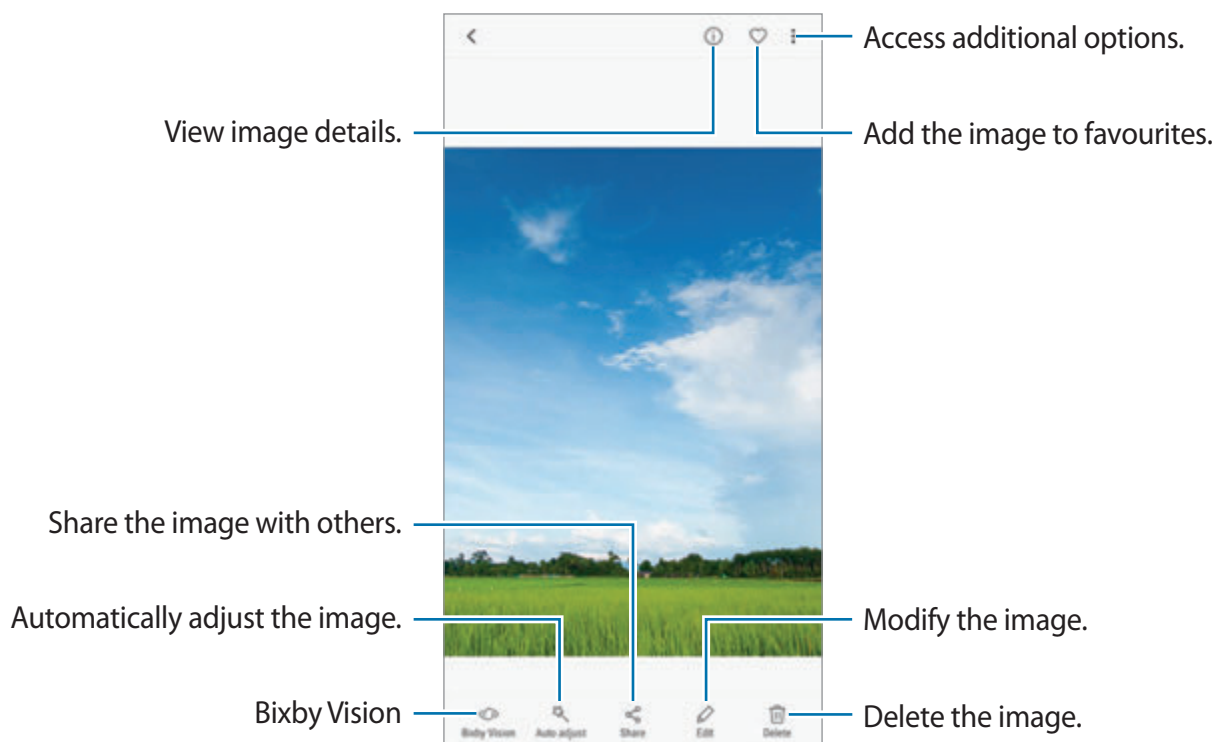 Access additional options.
View image details.
Add the image to favourites.
Share the image with others.
Automatically adjust the image.
Modify the image.
Bixby Vision
Delete the image.
Bixby Vision
Auto adjust
Share
Edit
Delete